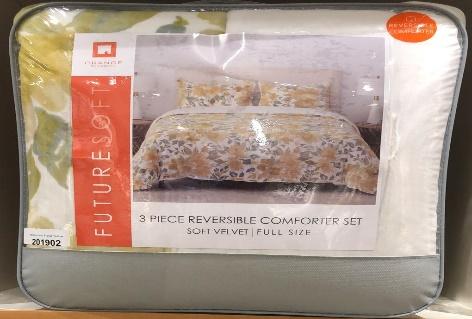 REVERSIBLE
COMFORTER
ORANGE
FUTURESOFT
3 PIECE REVERSIBLE COMFORTER SET
SOFT VELVET | FULL SIZE
201902